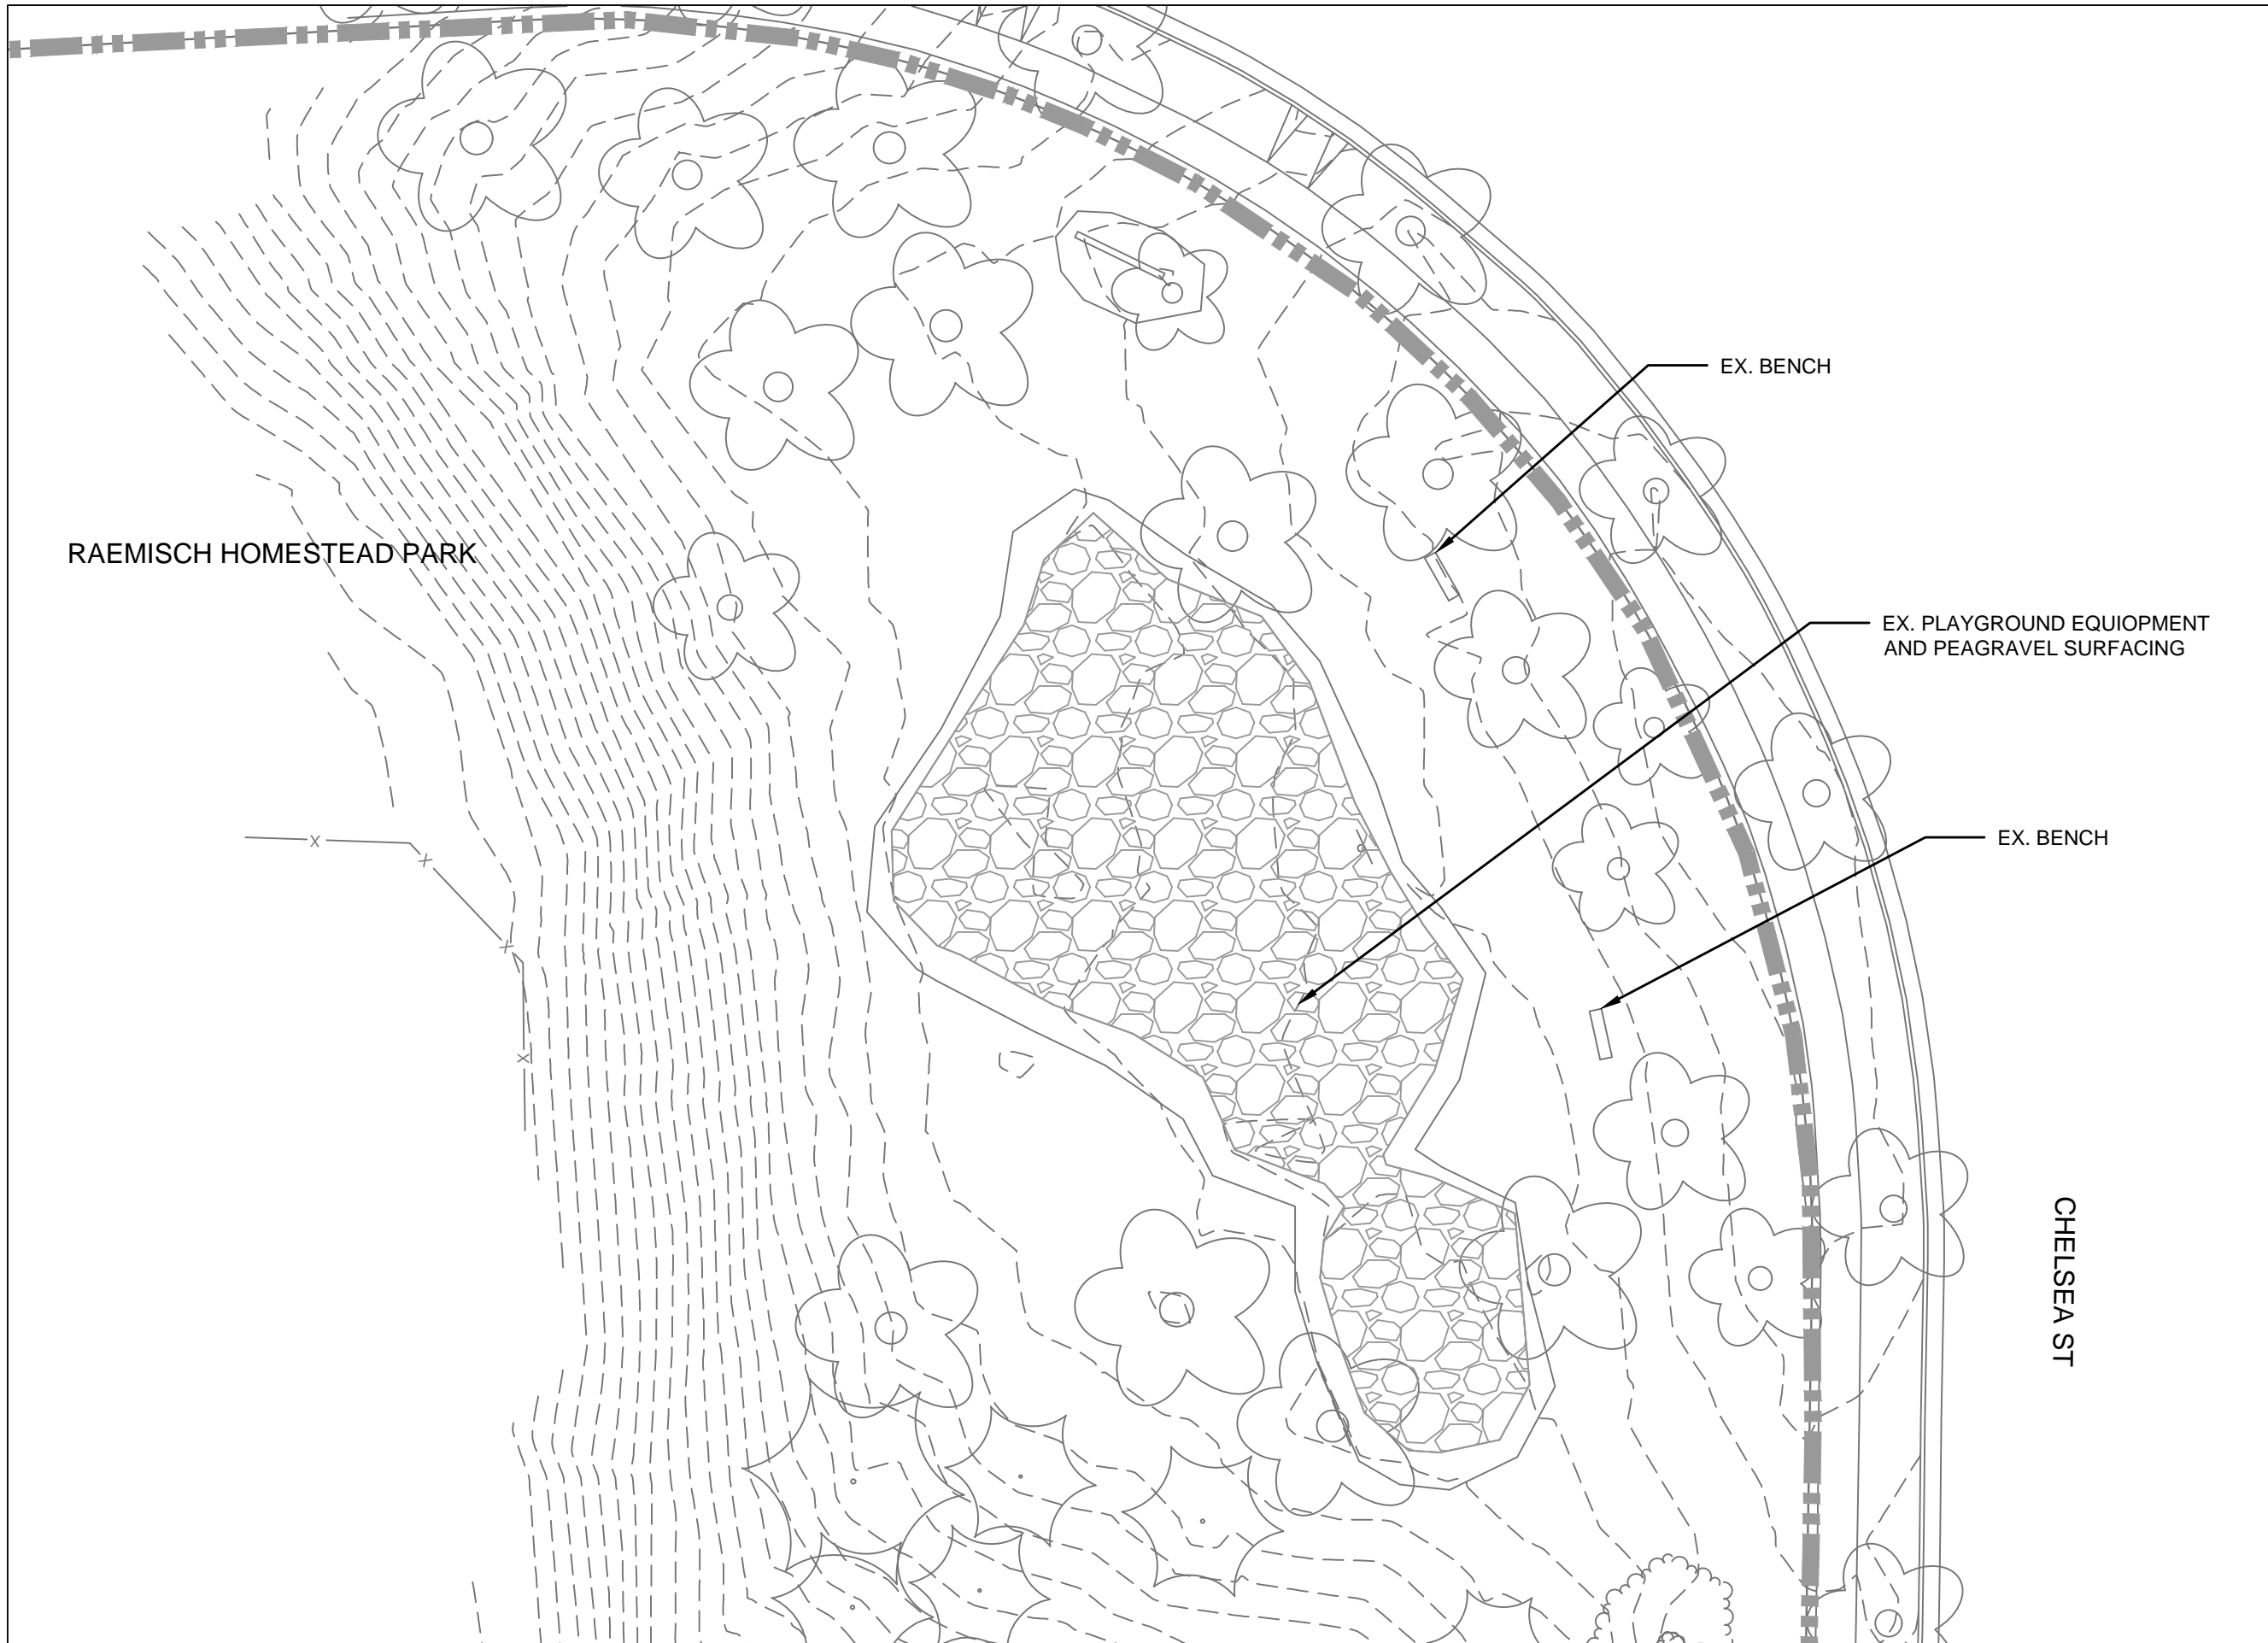 EX. BENCH
RAEMISCH HOMESTEAD PARK
EX. PLAYGROUND EQUIOPMENT
AND PEAGRAVEL SURFACING
EX. BENCH
X
X
X
X
CHELSEA ST